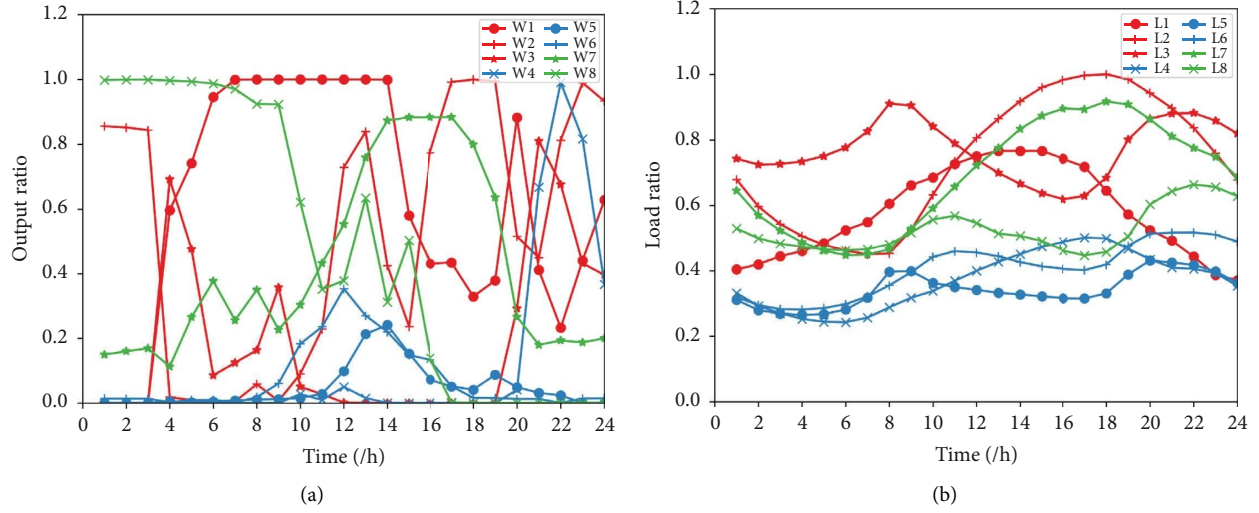 1.2
1.0
0.8
0.6
0.4
0.2
0.0
Output ratio
W1 W5
W2 W6
W3 W7
W4 W8
0 2 4 6 8 10 12 14 16 18 20 22 24
Time (/h)
(a)
1.2
1.0
0.8
0.6
0.4
0.2
0.0
Load ratio
L1 L5
L2 L6
L3 L7
L4 L8
0 2 4 6 8 10 12 14 16 18 20 22 24
Time (/h)
(b)